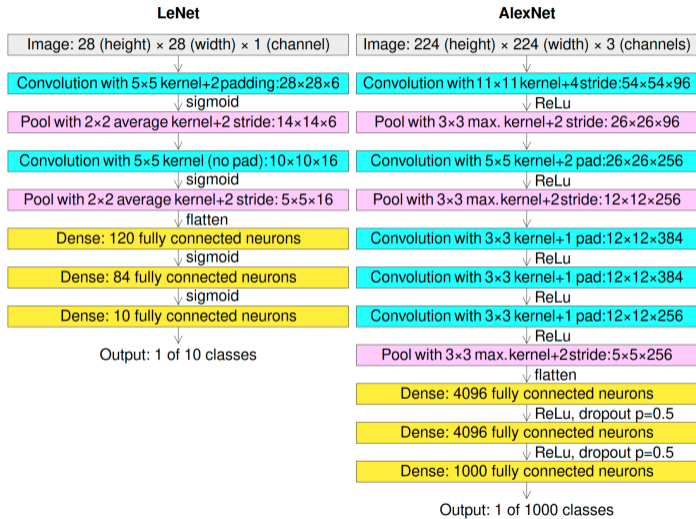 LeNet
Image: 28 (height) × 28 (width) × 1 (channel)
Convolution with 5×5 kernel+2padding:28×28×6
sigmoid
Pool with 2×2 average kernel+2 stride:14×14×6
Convolution with 5×5 kernel (no pad):10×10×16
sigmoid
Pool with 2×2 average kernel+2 stride: 5×5×16
flatten
Dense: 120 fully connected neurons
sigmoid
Dense: 84 fully connected neurons
sigmoid
Dense: 10 fully connected neurons
Output: 1 of 10 classes
AlexNet
Image: 224 (height) × 224 (width) × 3 (channels)
Convolution with 11×11 kernel+4 stride:54×54×96
ReLu
Pool with 3×3 max. kernel+2 stride: 26×26×96
Convolution with 5×5 kernel+2 pad:26×26×256
ReLu
Pool with 3×3 max.kernel+2stride:12×12×256
Convolution with 3×3 kernel+1 pad:12×12×384
ReLu
Convolution with 3×3 kernel+1 pad:12×12×384
ReLu
Convolution with 3×3 kernel+1 pad:12×12×256
ReLu
Pool with 3×3 max.kernel+2stride:5×5×256
flatten
Dense: 4096 fully connected neurons
ReLu, dropout p=0.5
Dense: 4096 fully connected neurons
ReLu, dropout p=0.5
Dense: 1000 fully connected neurons
Output: 1 of 1000 classes